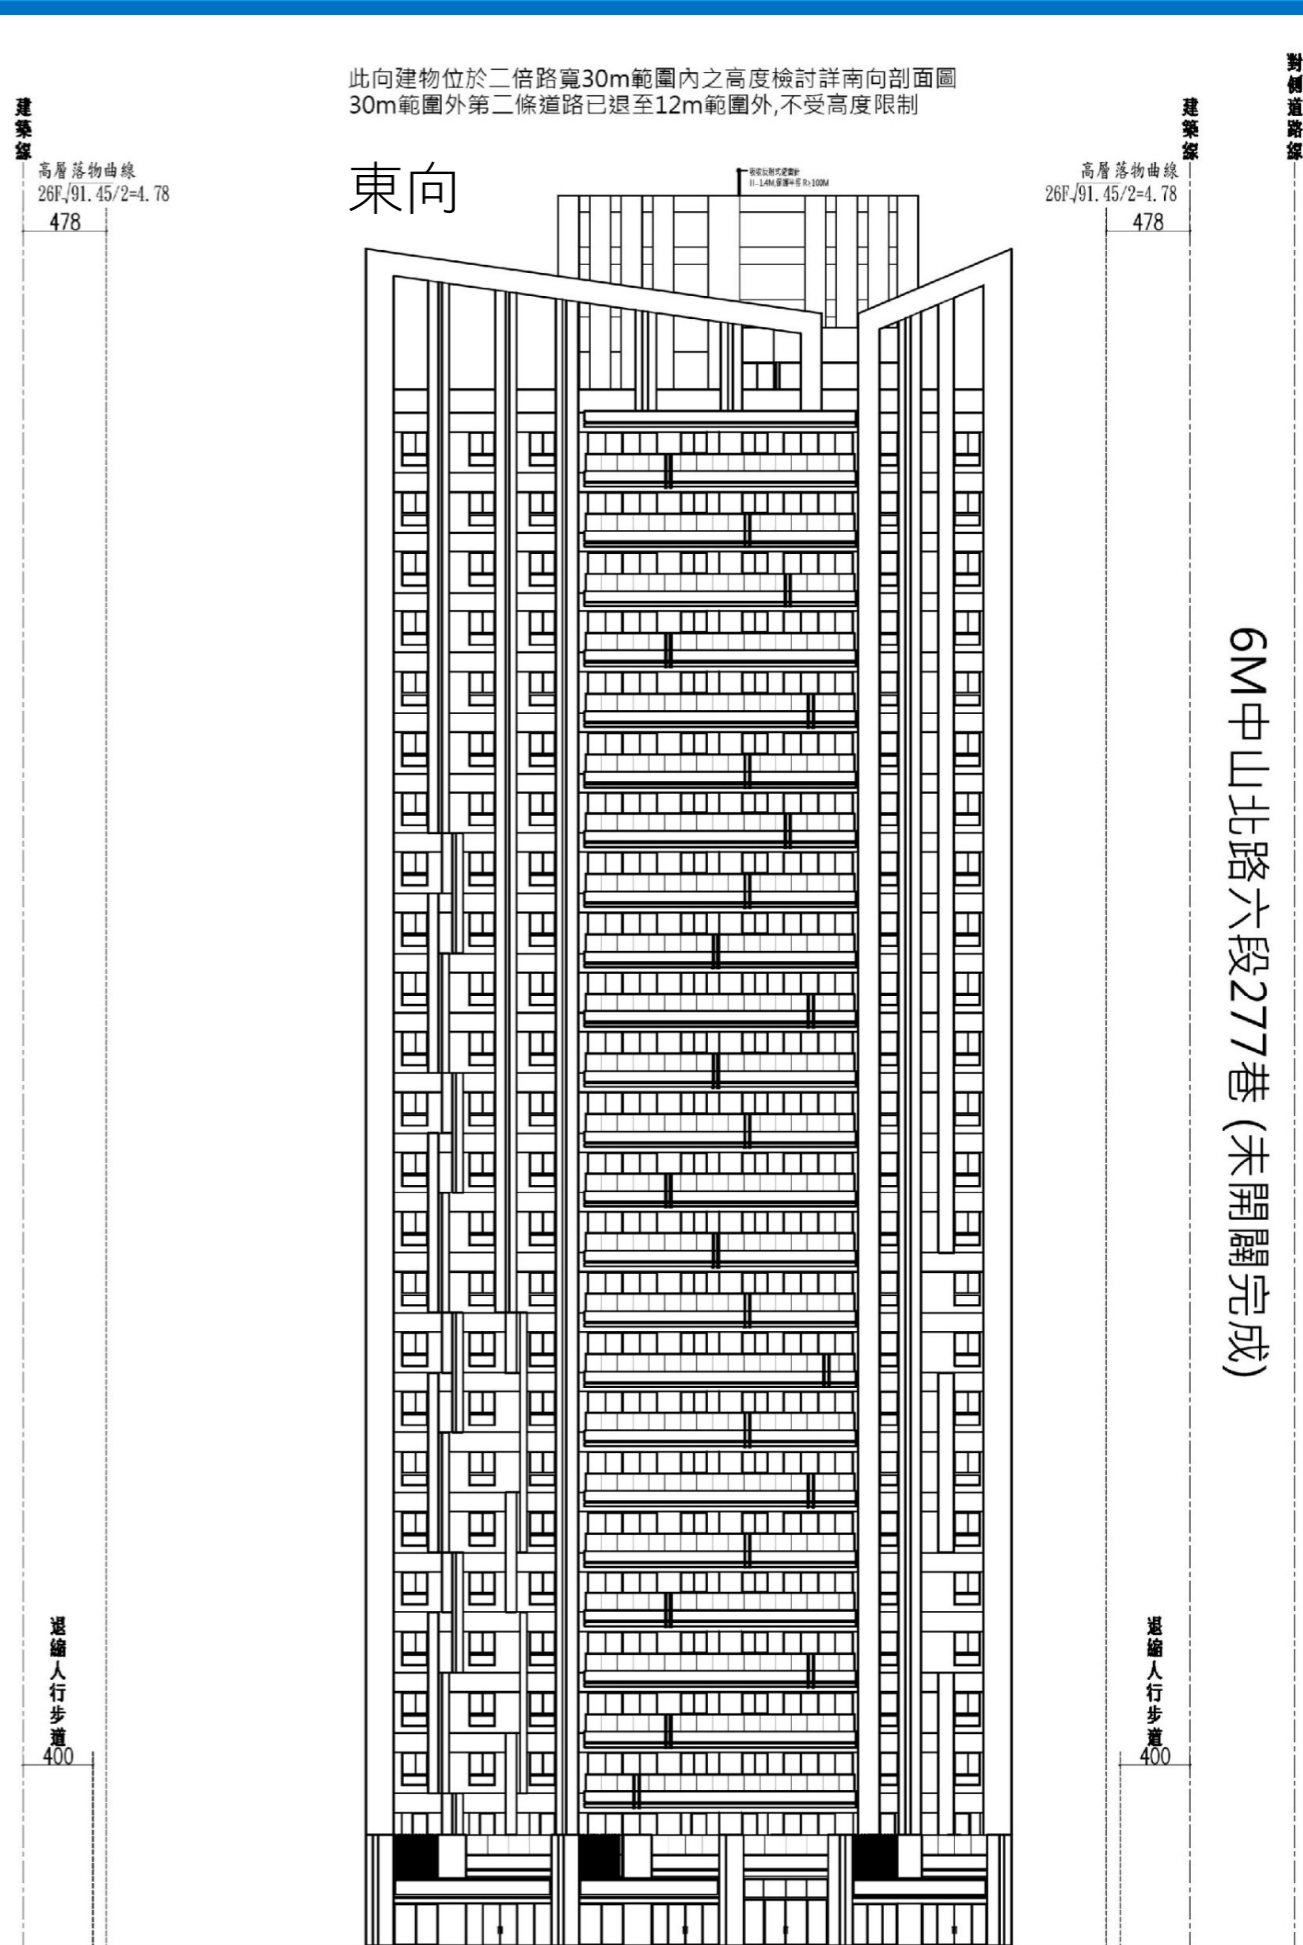 此向建物位於二倍路寬30m範圍內之高度檢討詳南向剖面圖
30m範圍外第二條道路已退至12m範圍外,不受高度限制
東向
建築線
高層落物曲線
26F√91.45/2=4.78
478
高層落物曲線
26F√91.45/2=4.78
478
建築線
對側道路線
6M中山北路六段277巷 (未開闢完成)
退縮人行步道
400
退縮人行步道
400